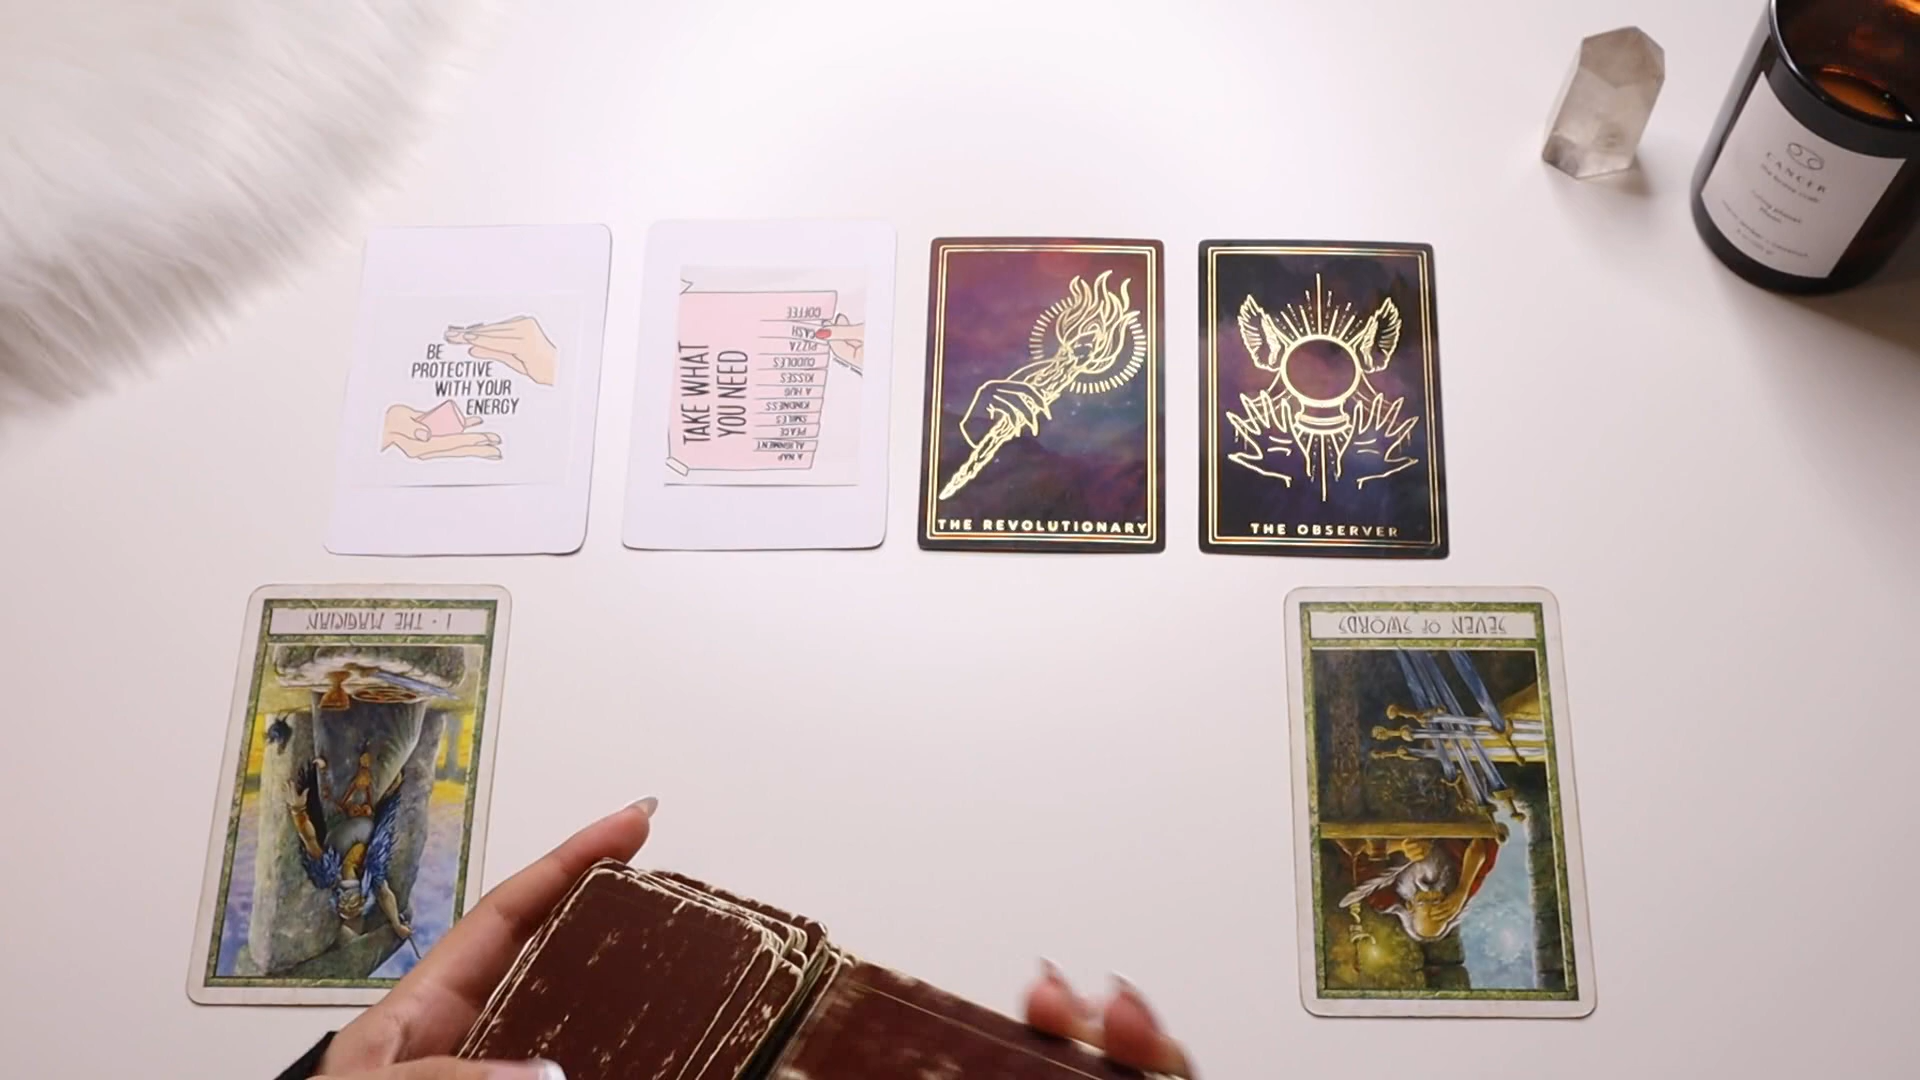 CANCER
BE
PROTECTIVE
WITH YOUR
ENERGY
TAKE WHAT
YOU NEED
COFFEE
CASH
PIZZA
CUDDLES
KISSES
A HUG
KINDNESS
SMILES
PEACE
ALIGNMENT
A NAP
THE REVOLUTIONARY
THE OBSERVER
I · THE MAGICIAN
SEVEN OF SWORDS